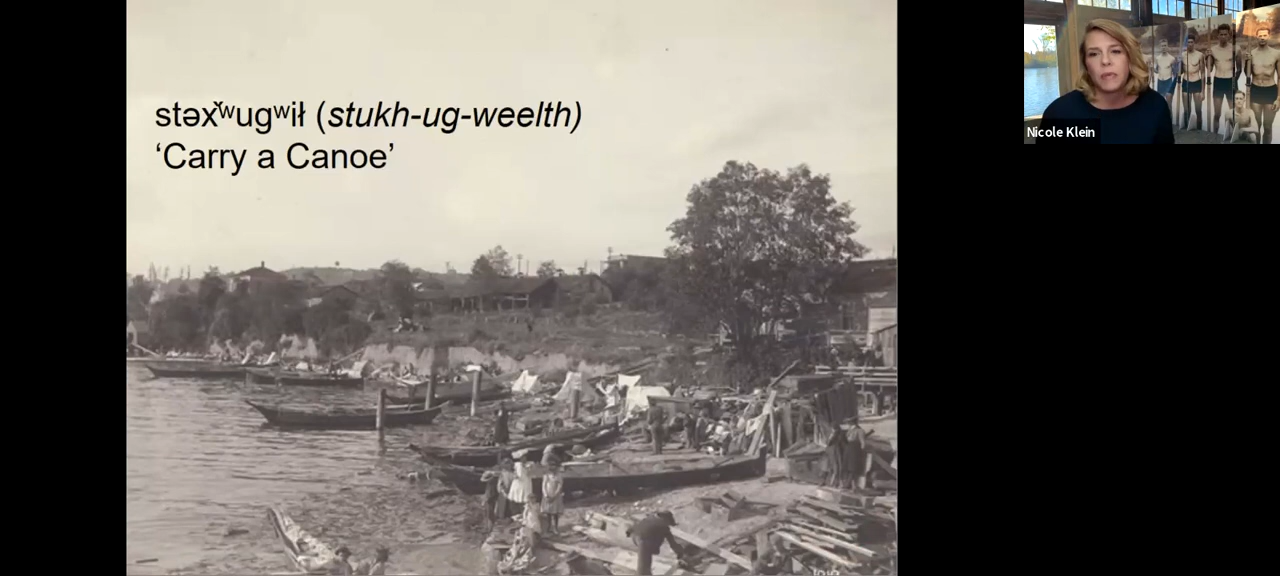 stəx̌ʷugʷił (stukh-ug-weelth)
‘Carry a Canoe’
Nicole Klein